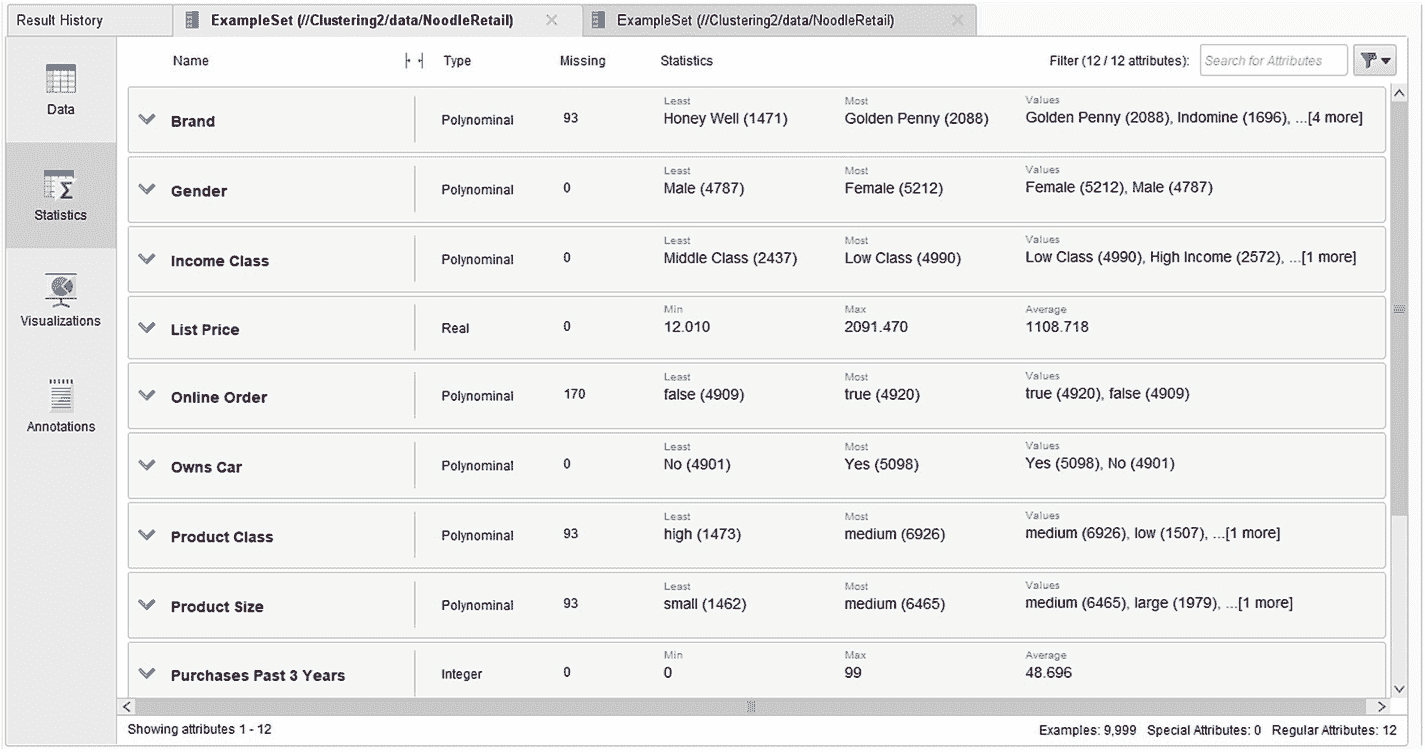 Result History ExampleSet (//Clustering2/data/NoodleRetail) ExampleSet (//Clustering2/data/NoodleRetail)
Name Type Missing Statistics Filter (12 / 12 attributes): Search for Attributes
Data
Statistics
Visualizations
Annotations
Least Most Values
Brand Polynominal 93 Honey Well (1471) Golden Penny (2088) Golden Penny (2088), Indomine (1696), ...[4 more]
Least Most Values
Gender Polynominal 0 Male (4787) Female (5212) Female (5212), Male (4787)
Least Most Values
Income Class Polynominal 0 Middle Class (2437) Low Class (4990) Low Class (4990), High Income (2572), ...[1 more]
Min Max Average
List Price Real 0 12.010 2091.470 1108.718
Least Most Values
Online Order Polynominal 170 false (4909) true (4920) true (4920), false (4909)
Least Most Values
Owns Car Polynominal 0 No (4901) Yes (5098) Yes (5098), No (4901)
Least Most Values
Product Class Polynominal 93 high (1473) medium (6926) medium (6926), low (1507), ...[1 more]
Least Most Values
Product Size Polynominal 93 small (1462) medium (6465) medium (6465), large (1979), ...[1 more]
Min Max Average
Purchases Past 3 Years Integer 0 0 99 48.696
Showing attributes 1 - 12 Examples: 9,999 Special Attributes: 0 Regular Attributes: 12